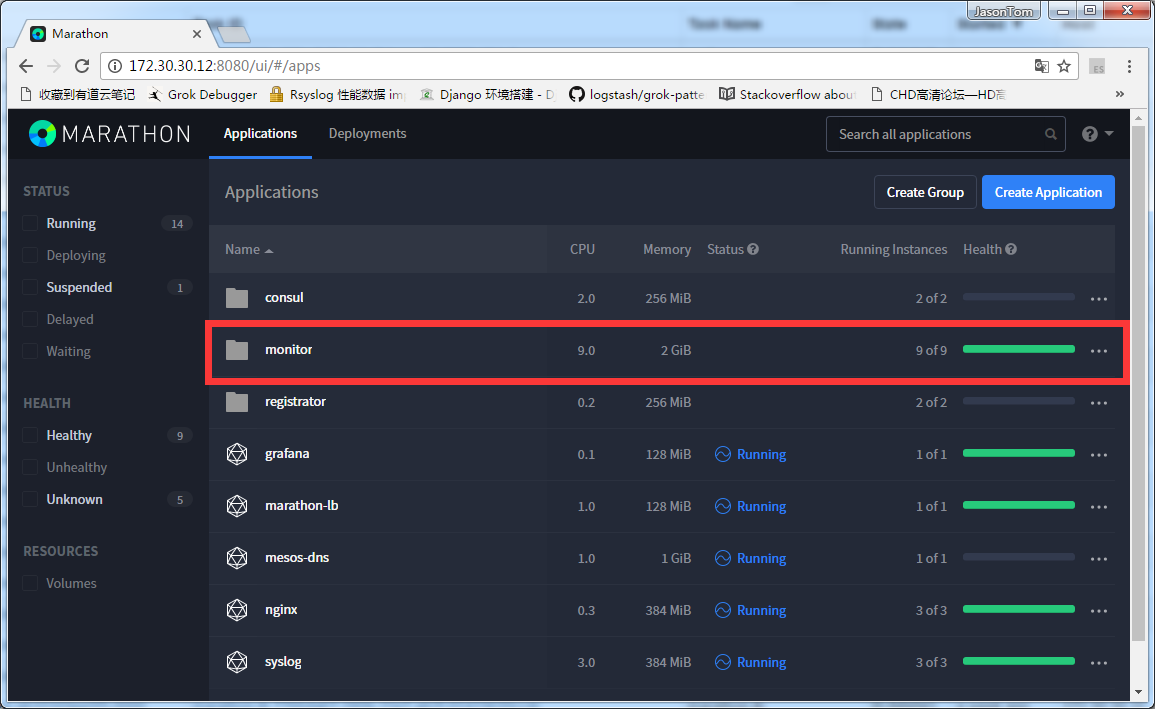 JasonTom
Marathon
172.30.30.12:8080/ui/#/apps
收藏到有道云笔记 Grok Debugger Rsyslog 性能数据 im Django 环境搭建 - D logstash/grok-patte Stackoverflow about CHD高清论坛—HD高 »
MARATHON Applications Deployments Search all applications
STATUS
Running 14
Deploying
Suspended 1
Delayed
Waiting
HEALTH
Healthy 9
Unhealthy
Unknown 5
RESOURCES
Volumes
Applications Create Group Create Application
Name CPU Memory Status Running Instances Health
consul 2.0 256 MiB 2 of 2
monitor 9.0 2 GiB 9 of 9
registrator 0.2 256 MiB 2 of 2
grafana 0.1 128 MiB Running 1 of 1
marathon-lb 1.0 128 MiB Running 1 of 1
mesos-dns 1.0 1 GiB Running 1 of 1
nginx 0.3 384 MiB Running 3 of 3
syslog 3.0 384 MiB Running 3 of 3